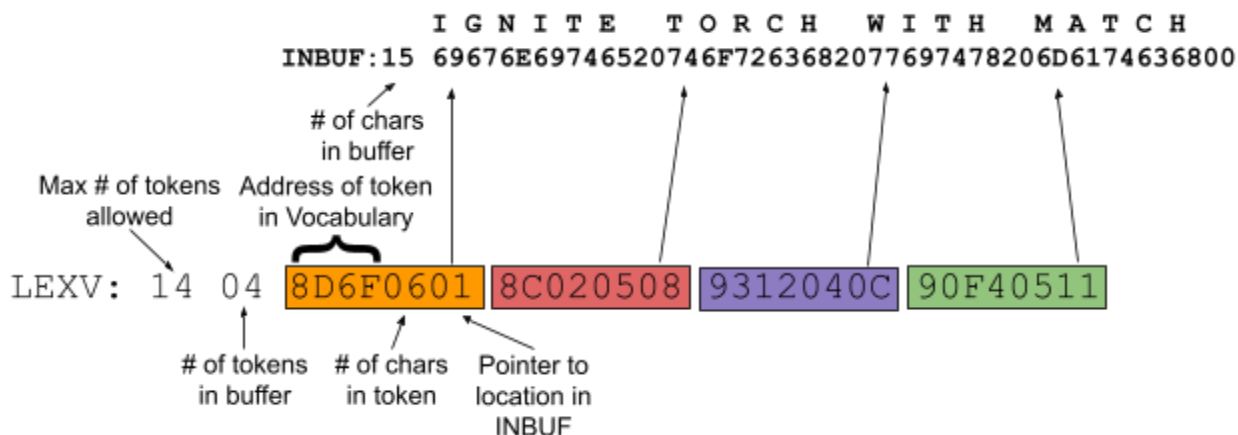 I G N I T E   T O R C H   W I T H   M A T C H
INBUF:15 69676E69746520746F7263682077697478206D6174636800
# of chars
in buffer
Max # of tokens
allowed
Address of token
in Vocabulary
LEXV: 14 04 8D6F0601 8C020508 9312040C 90F40511
# of tokens
in buffer
# of chars
in token
Pointer to
location in
INBUF